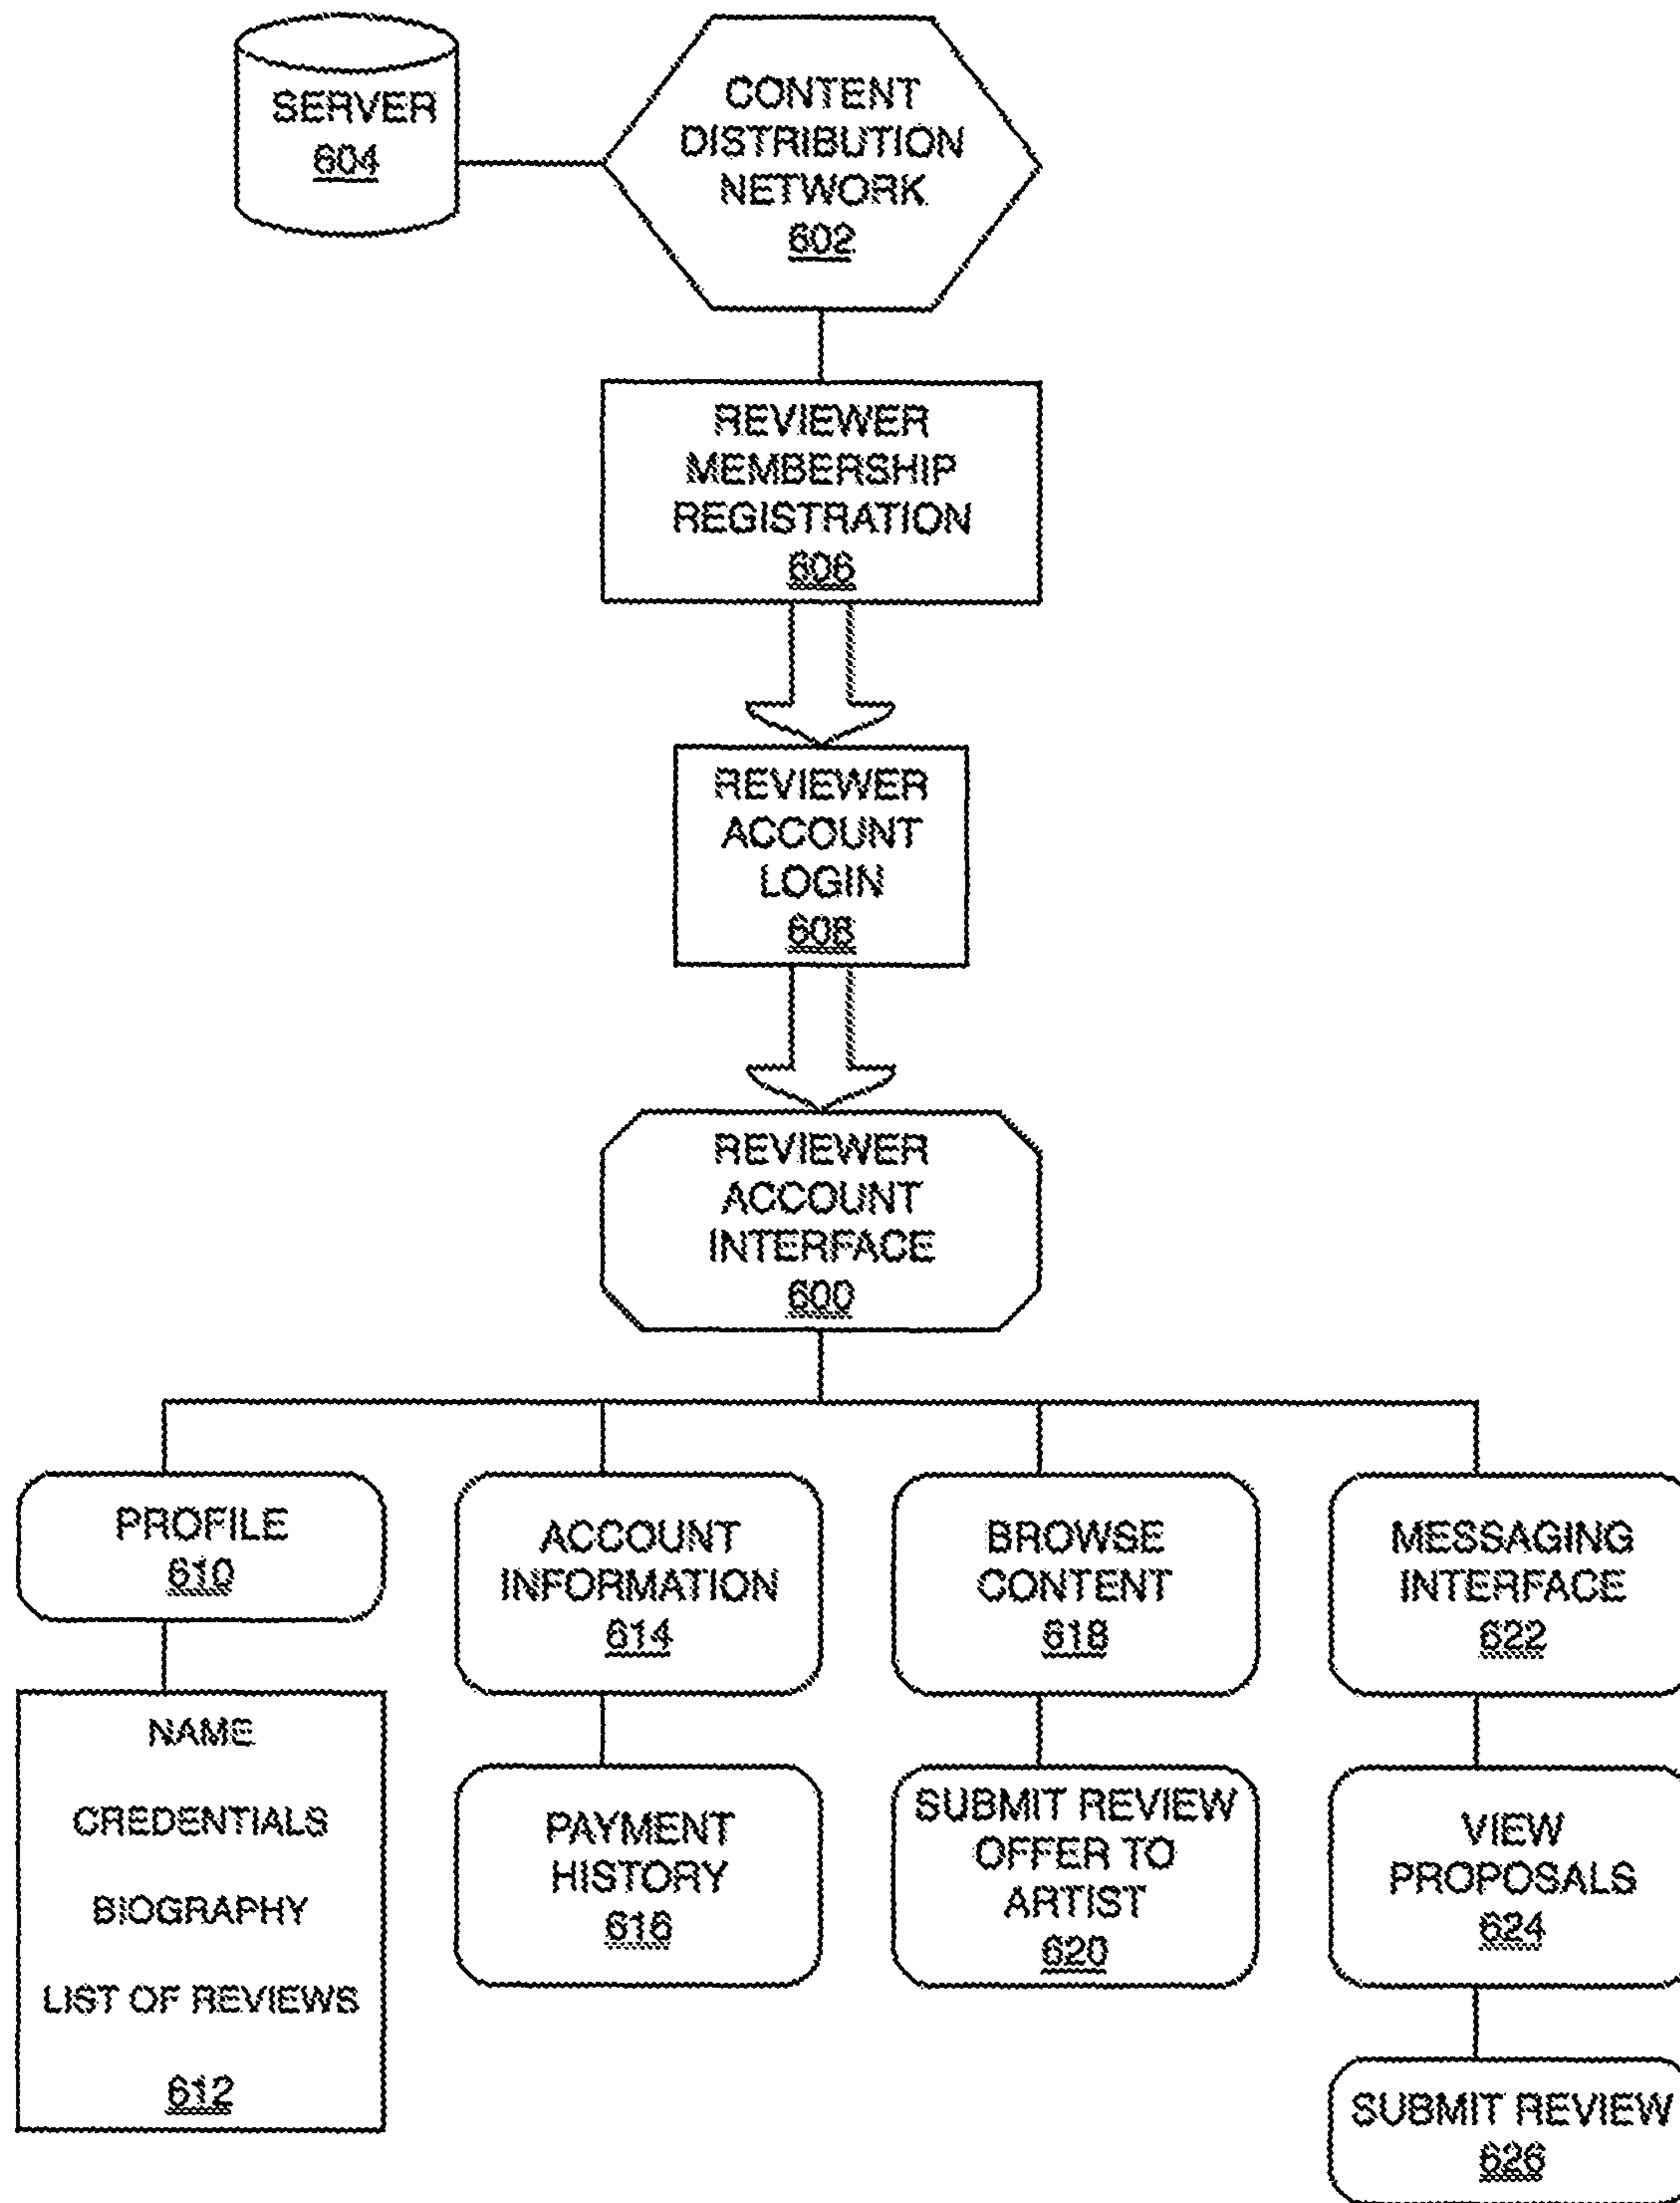 SERVER
604
CONTENT
DISTRIBUTION
NETWORK
602
REVIEWER
MEMBERSHIP
REGISTRATION
606
REVIEWER
ACCOUNT
LOGIN
608
REVIEWER
ACCOUNT
INTERFACE
600
PROFILE
610
NAME
CREDENTIALS
BIOGRAPHY
LIST OF REVIEWS
612
ACCOUNT
INFORMATION
614
PAYMENT
HISTORY
616
BROWSE
CONTENT
618
SUBMIT REVIEW
OFFER TO
ARTIST
620
MESSAGING
INTERFACE
622
VIEW
PROPOSALS
624
SUBMIT REVIEW
626